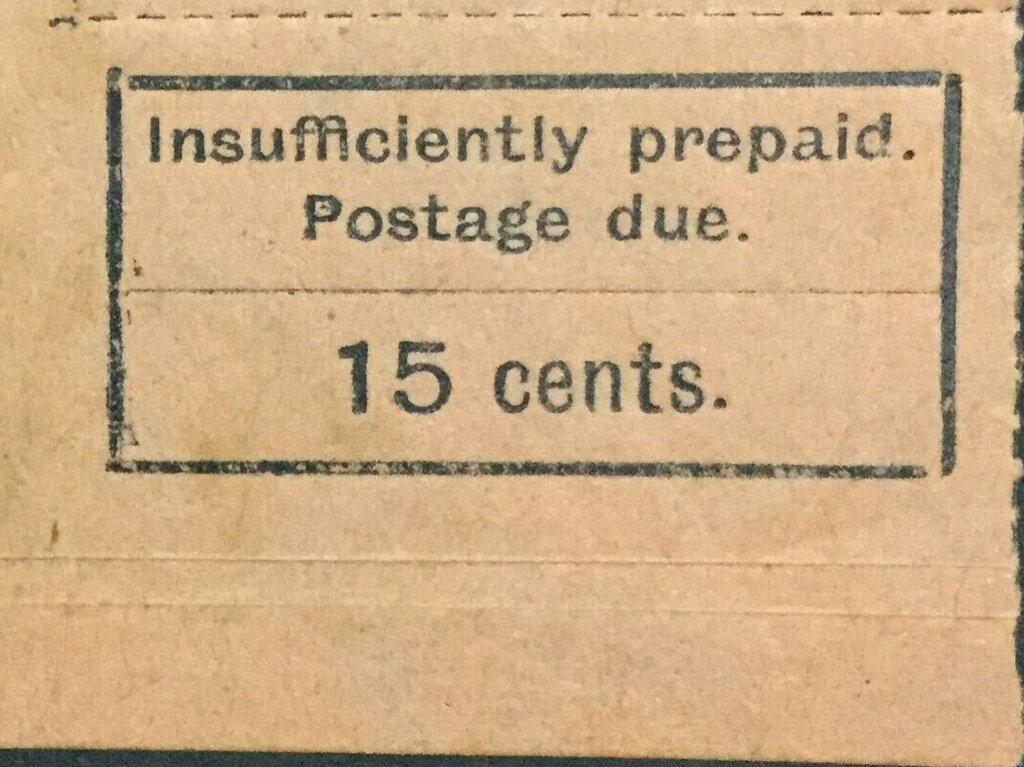 Insufficiently prepaid.
Postage due.
15 cents.